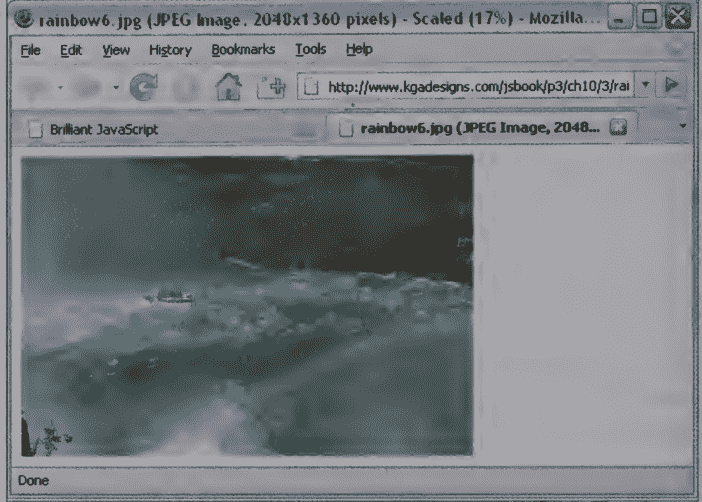 rainbow6.jpg (JPEG Image, 2048x1360 pixels) - Scaled (17%) - Mozilla...
File Edit View History Bookmarks Tools Help
http://www.kgadesigns.com/jsbook/p3/ch10/3/rai
Brilliant JavaScript rainbow6.jpg (JPEG Image, 2048...
Done